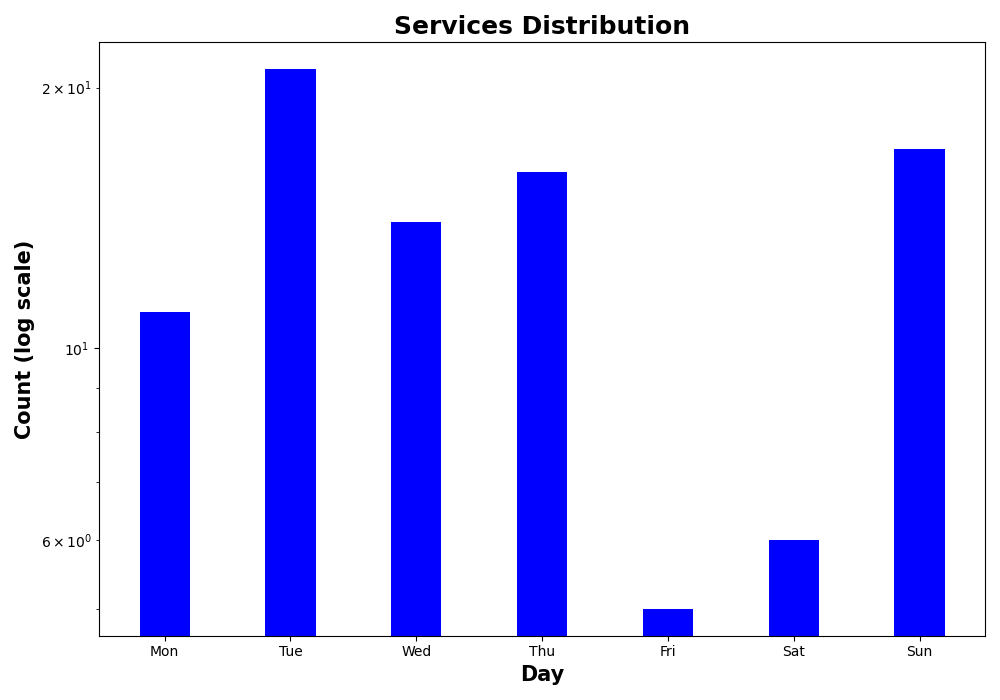 Services Distribution
Count (log scale)
2 × 10¹
10¹
6 × 10⁰
Mon Tue Wed Thu Fri Sat Sun
Day